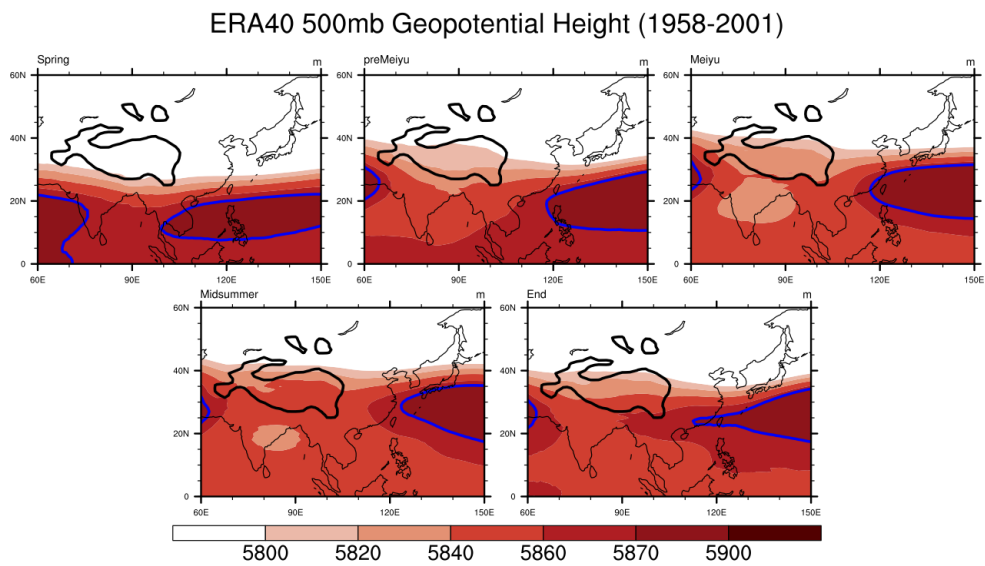 ERA40 500mb Geopotential Height (1958-2001)
Spring m
60N
40N
20N
0
60E 90E 120E 150E
preMeiyu m
60N
40N
20N
0
60E 90E 120E 150E
Meiyu m
60N
40N
20N
0
60E 90E 120E 150E
Midsummer m
60N
40N
20N
0
60E 90E 120E 150E
End m
60N
40N
20N
0
60E 90E 120E 150E
5800 5820 5840 5860 5870 5900